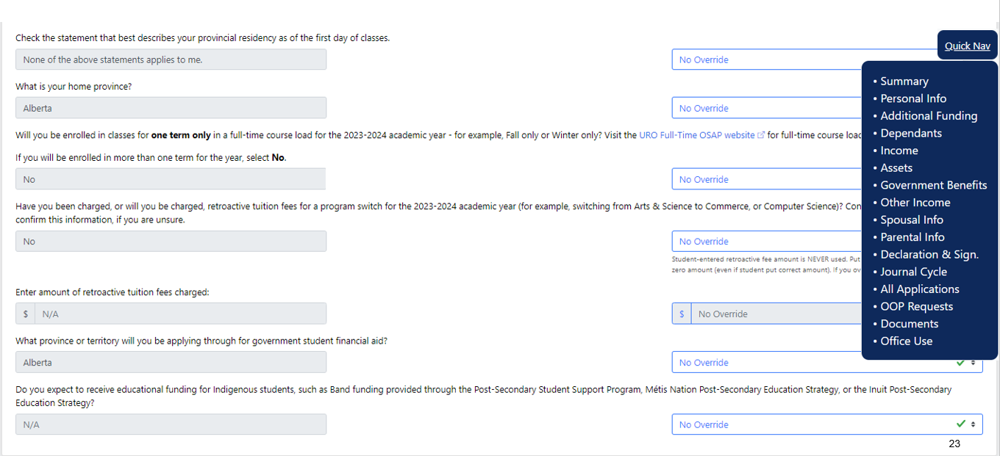 Check the statement that best describes your provincial residency as of the first day of classes.
None of the above statements applies to me.
No Override
What is your home province?
Alberta
No Override
Will you be enrolled in classes for one term only in a full-time course load for the 2023-2024 academic year - for example, Fall only or Winter only? Visit the URO Full-Time OSAP website for full-time course load
If you will be enrolled in more than one term for the year, select No.
No
No Override
Have you been charged, or will you be charged, retroactive tuition fees for a program switch for the 2023-2024 academic year (for example, switching from Arts & Science to Commerce, or Computer Science)? Con
confirm this information, if you are unsure.
No
No Override
Student-entered retroactive fee amount is NEVER used. Put
zero amount (even if student put correct amount). If you ov
Enter amount of retroactive tuition fees charged:
$ N/A
$ No Override
What province or territory will you be applying through for government student financial aid?
Alberta
No Override
Do you expect to receive educational funding for Indigenous students, such as Band funding provided through the Post-Secondary Student Support Program, Métis Nation Post-Secondary Education Strategy, or the Inuit Post-Secondary
Education Strategy?
N/A
No Override
Quick Nav
• Summary
• Personal Info
• Additional Funding
• Dependants
• Income
• Assets
• Government Benefits
• Other Income
• Spousal Info
• Parental Info
• Declaration & Sign.
• Journal Cycle
• All Applications
• OOP Requests
• Documents
• Office Use
23